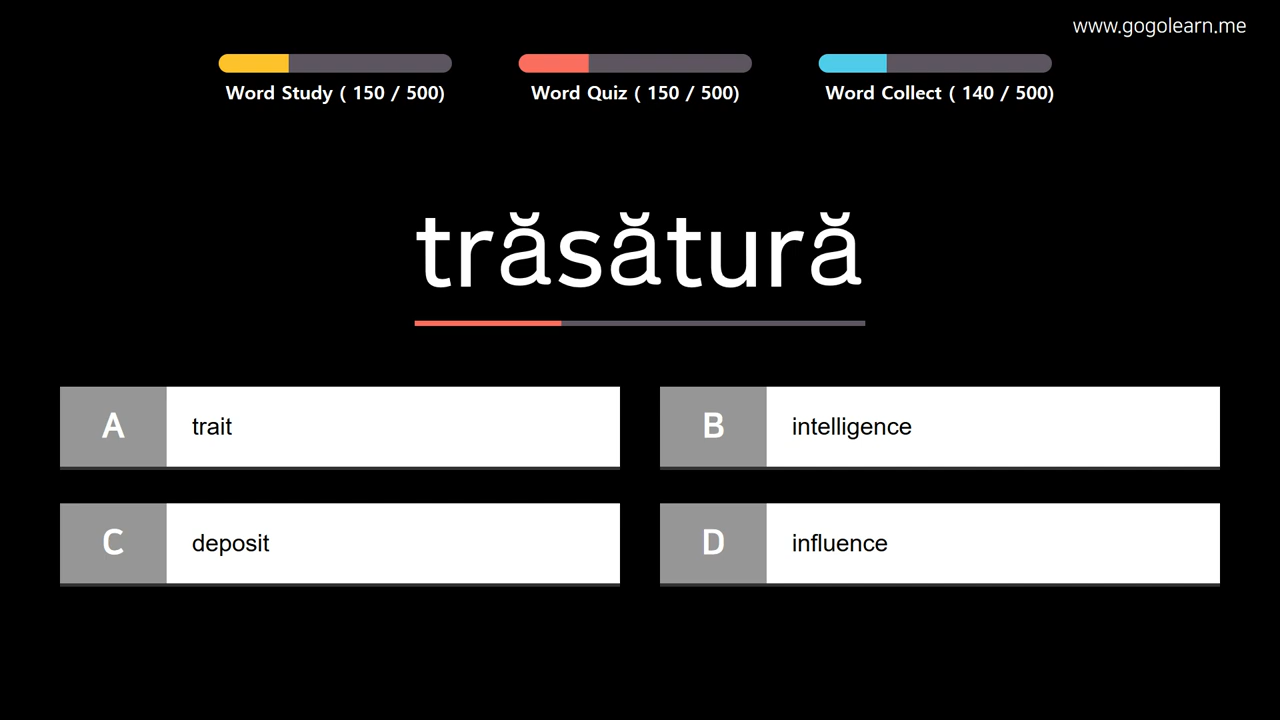 www.gogolearn.me
Word Study ( 150 / 500)
Word Quiz ( 150 / 500)
Word Collect ( 140 / 500)
trăsătură
A trait
B intelligence
C deposit
D influence